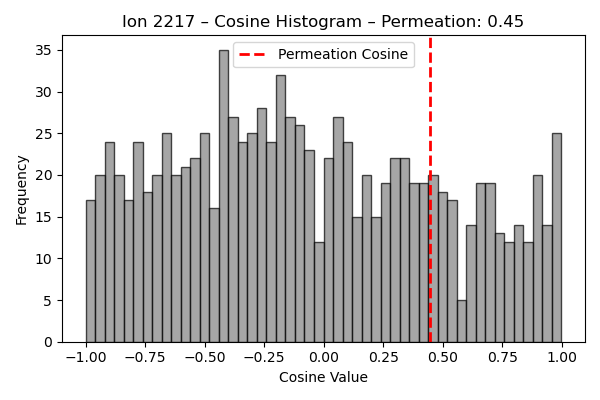 Ion 2217 – Cosine Histogram – Permeation: 0.45
Permeation Cosine
Frequency
35
30
25
20
15
10
5
0
−1.00 −0.75 −0.50 −0.25 0.00 0.25 0.50 0.75 1.00
Cosine Value